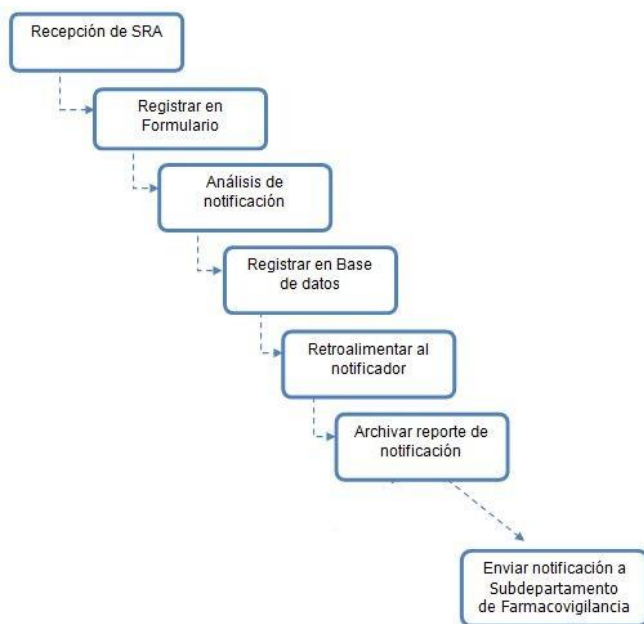 Recepción de SRA
Registrar en
Formulario
Análisis de
notificación
Registrar en Base
de datos
Retroalimentar al
notificador
Archivar reporte de
notificación
Enviar notificación a
Subdepartamento
de Farmacovigilancia